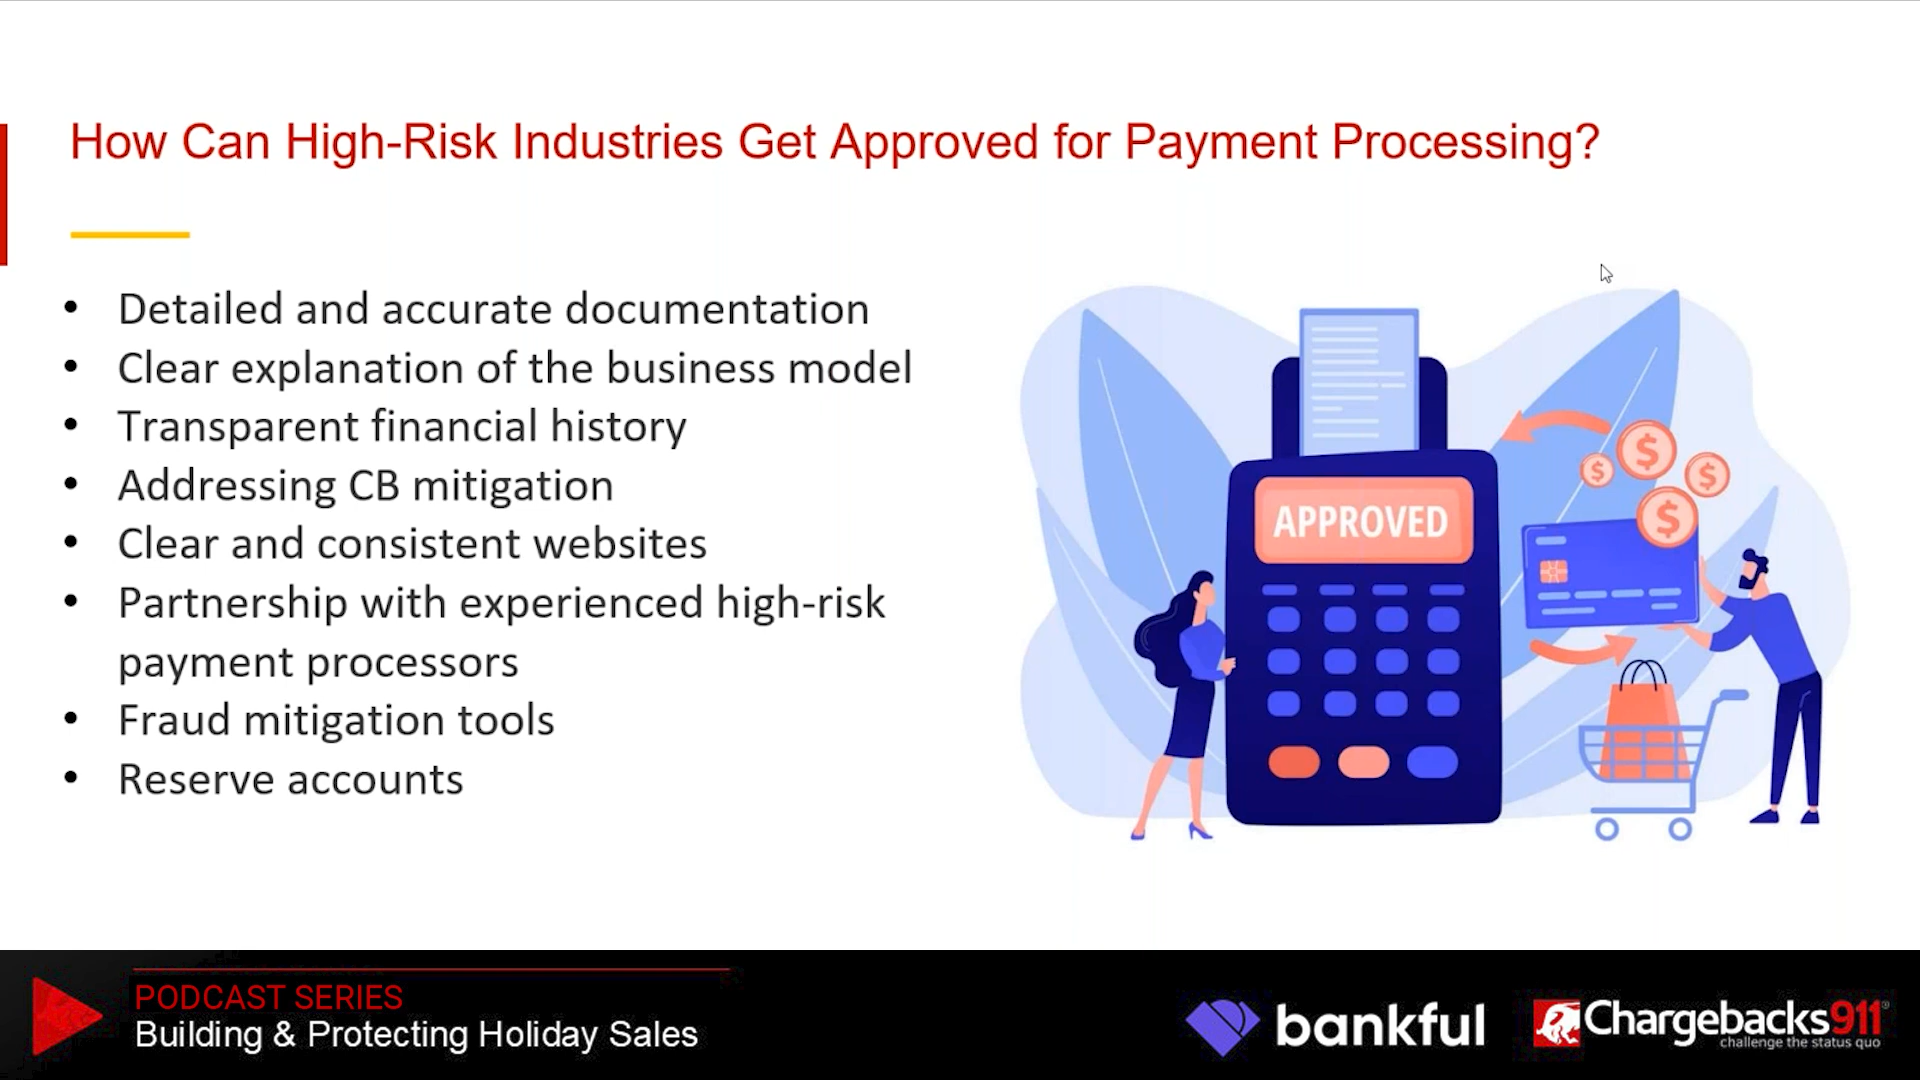 How Can High-Risk Industries Get Approved for Payment Processing?
• Detailed and accurate documentation
• Clear explanation of the business model
• Transparent financial history
• Addressing CB mitigation
• Clear and consistent websites
• Partnership with experienced high-risk
payment processors
• Fraud mitigation tools
• Reserve accounts
APPROVED
$
$
$
$
PODCAST SERIES
Building & Protecting Holiday Sales
bankful
Chargebacks911®
challenge the status quo